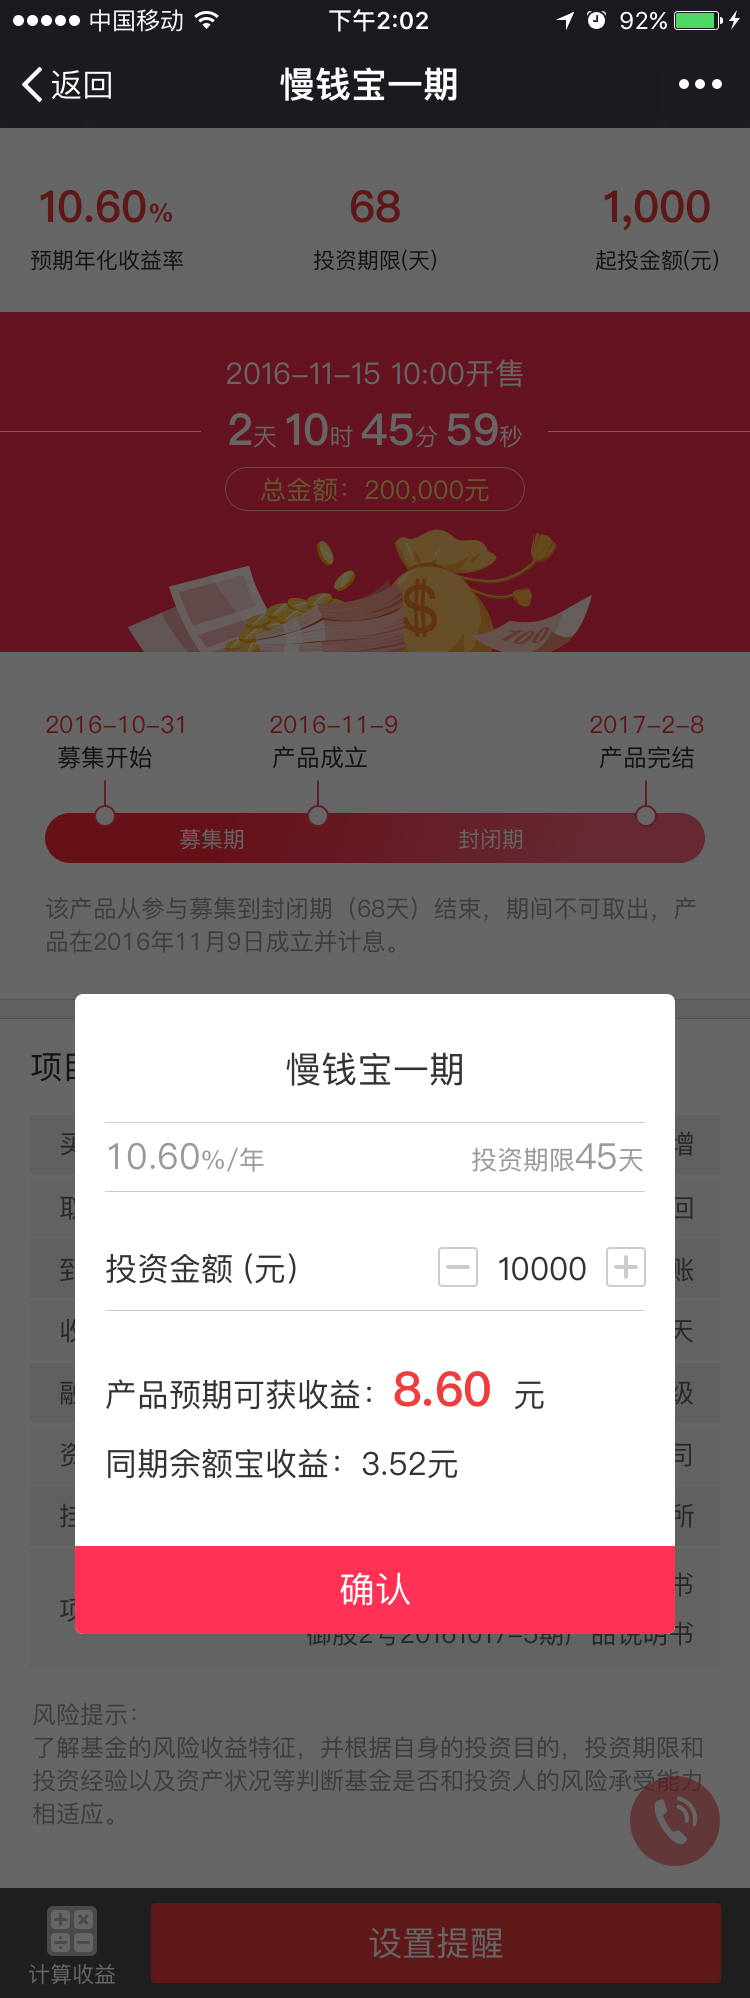 中国移动 下午2:02 92%
返回 慢钱宝一期
10.60% 68 1,000
预期年化收益率 投资期限(天) 起投金额(元)
2016-11-15 10:00开售
2天 10时 45分 59秒
总金额：200,000元
$ 100
2016-10-31 2016-11-9 2017-2-8
募集开始 产品成立 产品完结
募集期 封闭期
该产品从参与募集到封闭期（68天）结束，期间不可取出，产
品在2016年11月9日成立并计息。
慢钱宝一期
项
10.60%/年 投资期限45天
增
回
投资金额 (元) 10000
账
天
产品预期可获收益：8.60 元
级
同期余额宝收益：3.52元
司
所
确认
书
御股2号20161017-5期产品说明书
风险提示：
了解基金的风险收益特征，并根据自身的投资目的，投资期限和
投资经验以及资产状况等判断基金是否和投资人的风险承受能力
相适应。
计算收益 设置提醒